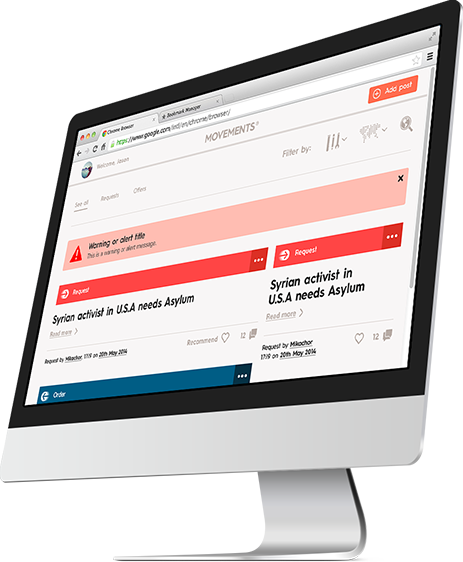 Chrome Browser
Bookmark Manager
https://www.google.com/intl/en/chrome/browser/
Welcome, Jason
MOVEMENTS
Add post
Filter by:
See all
Requests
Offers
Warning or alert title
This is a warning or alert message.
Request
Syrian activist in U.S.A needs Asylum
Read more
Recommend
12
Request by Mikachor, 17:19 on 20th May 2014
Order
Request
Syrian activist in
U.S.A needs Asylum
Read more
12
Request by Mikachor
17:19 on 20th May 2014